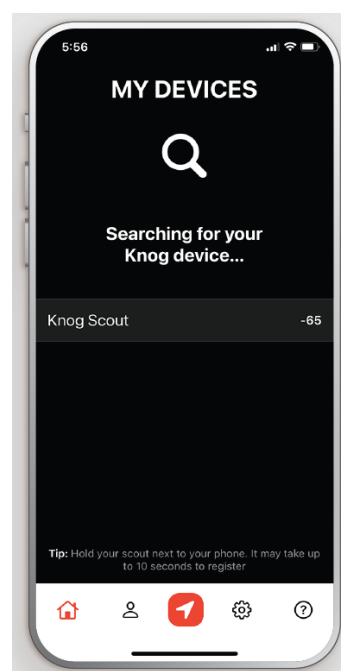 5:56
MY DEVICES
Searching for your
Knog device...
Knog Scout -65
Tip: Hold your scout next to your phone. It may take up
to 10 seconds to register
?